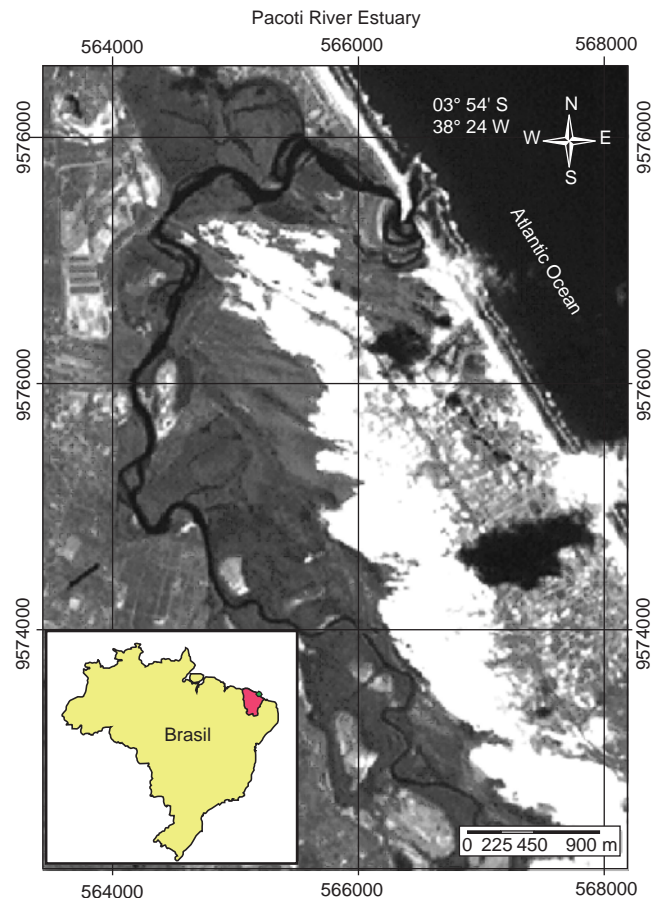 Pacoti River Estuary
564000 566000 568000
03° 54' S
38° 24 W
N
W E
S
Atlantic Ocean
9576000 9576000
9576000 9576000
9574000 9574000
Brasil
0 225 450 900 m
564000 566000 568000